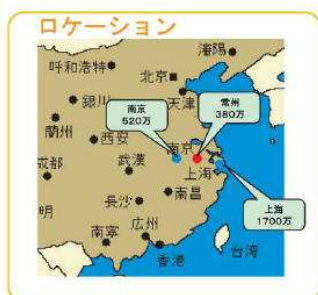 ロケーション
瀋陽
呼和浩特
北京
銀川
天津
南京
520万
常州
380万
蘭州
西安
南京
成都
武漢
上海
上海
1700万
明
長沙
南昌
広州
南寧
台湾
香港